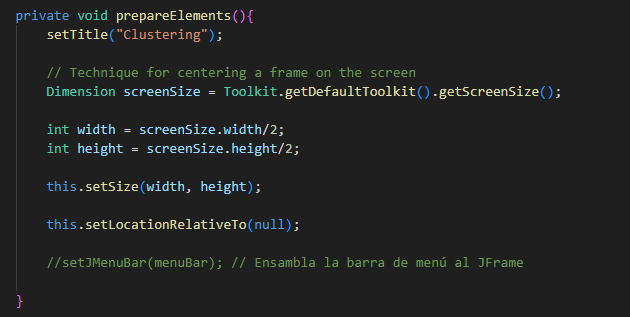 private void prepareElements(){
setTitle("Clustering");
// Technique for centering a frame on the screen
Dimension screenSize = Toolkit.getDefaultToolkit().getScreenSize();
int width = screenSize.width/2;
int height = screenSize.height/2;
this.setSize(width, height);
this.setLocationRelativeTo(null);
//setJMenuBar(menuBar); // Ensambla la barra de menú al JFrame
}